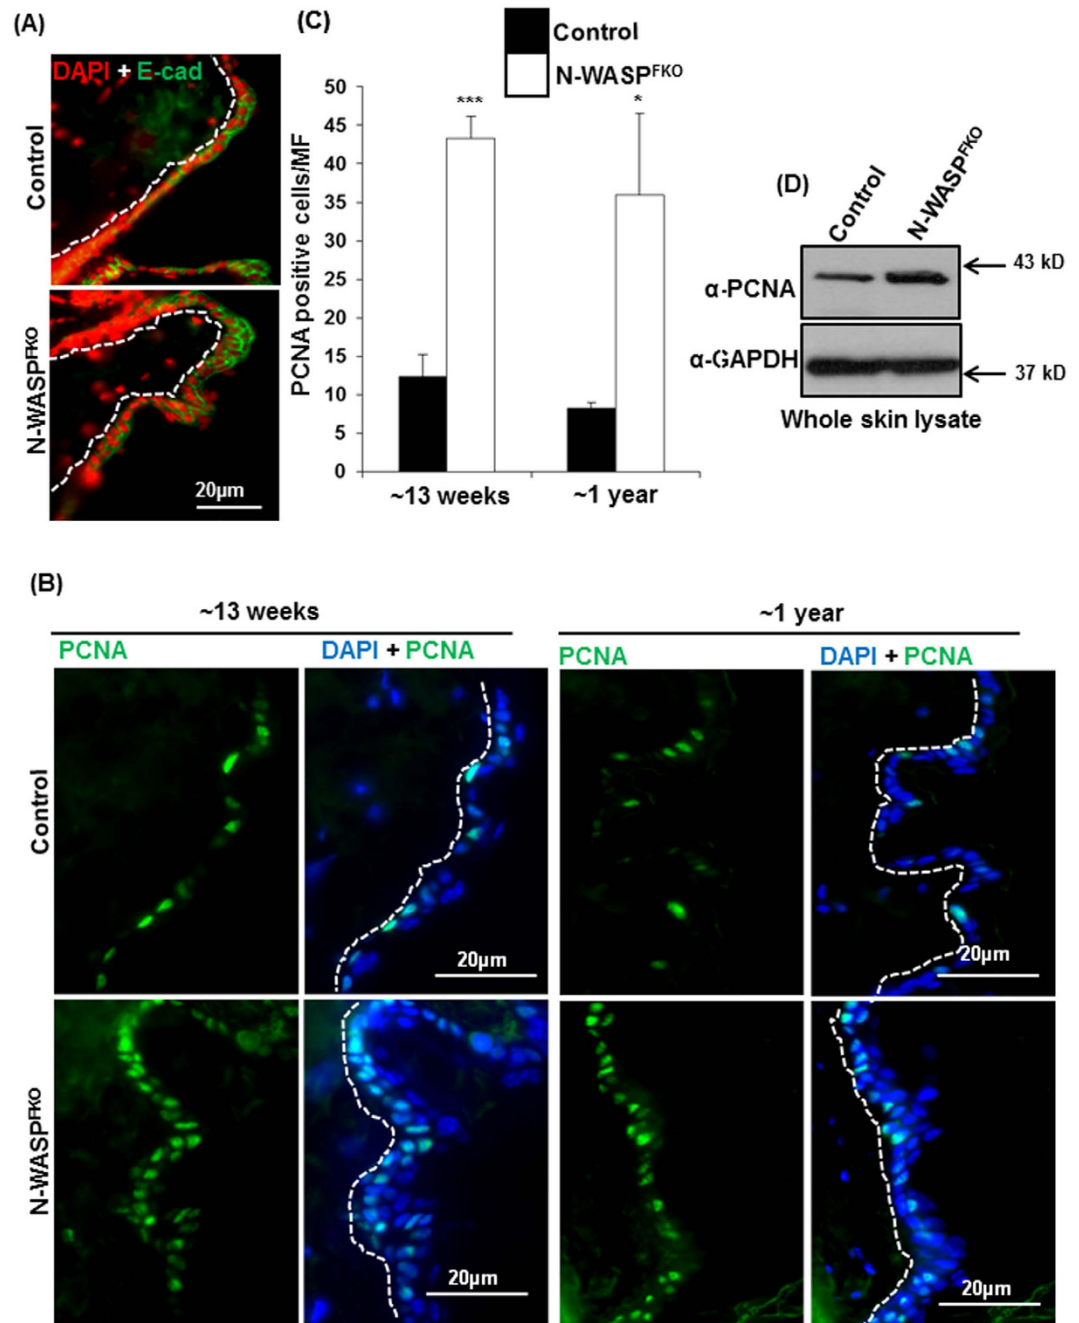 (A)
DAPI + E-cad
Control
N-WASPFKO
20µm
(C)
Control
N-WASPFKO
PCNA positive cells/MF
50
45
40
35
30
25
20
15
10
5
0
***
*
~13 weeks
~1 year
(D)
Control
N-WASPFKO
α-PCNA
43 kD
α-GAPDH
37 kD
Whole skin lysate
(B)
~13 weeks
~1 year
PCNA
DAPI + PCNA
PCNA
DAPI + PCNA
Control
20µm
20µm
N-WASPFKO
20µm
20µm